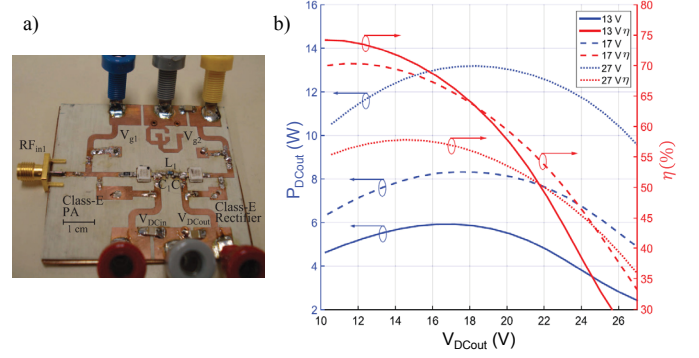 a)
RFin1
Vg1
Vg2
L1
C1C
Class-E
PA
1 cm
VDCin
VDCout
Class-E
Rectifier
b)
16
14
12
10
8
6
4
2
PDCout (W)
10
12
14
16
18
20
22
24
26
VDCout (V)
80
75
70
65
60
55
50
45
40
35
30
η(%)
13 V
13 V η
17 V
17 V η
27 V
27 V η